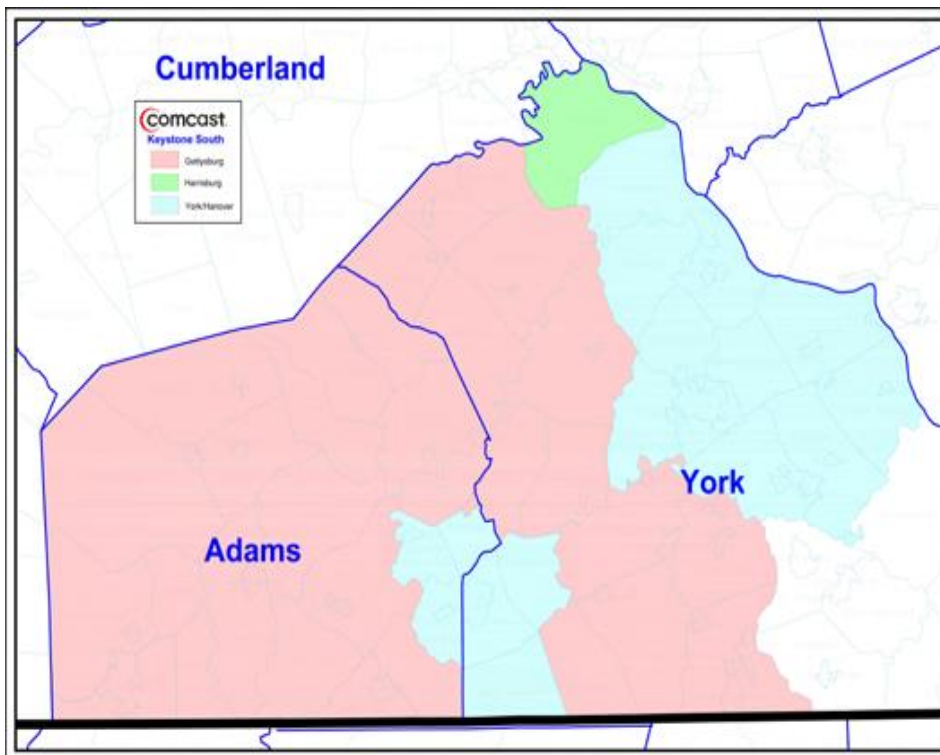 Cumberland
comcast.
Keystone South
Gettysburg
Harrisburg
York/Hanover
York
Adams